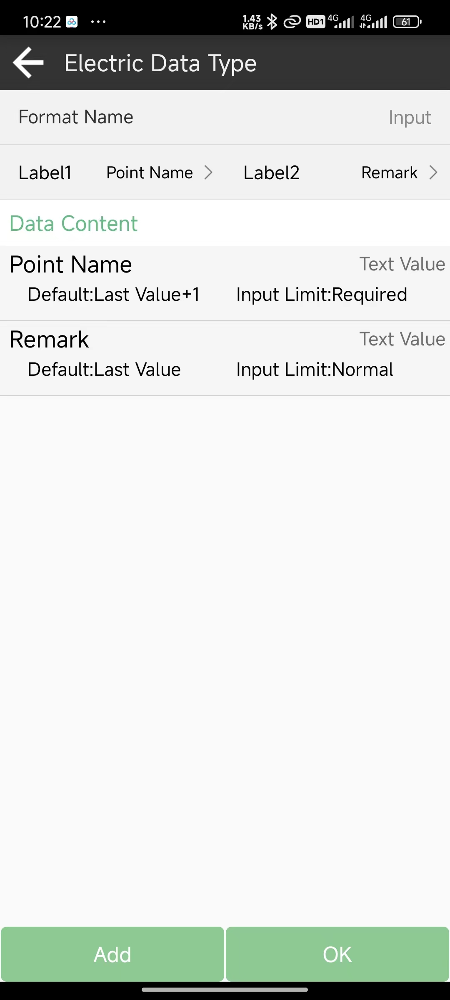 10:22 ... 1.43 KB/s HD1 4G 4G 61
Electric Data Type
Format Name Input
Label1 Point Name Label2 Remark
Data Content
Point Name Text Value
Default:Last Value+1 Input Limit:Required
Remark Text Value
Default:Last Value Input Limit:Normal
Add OK